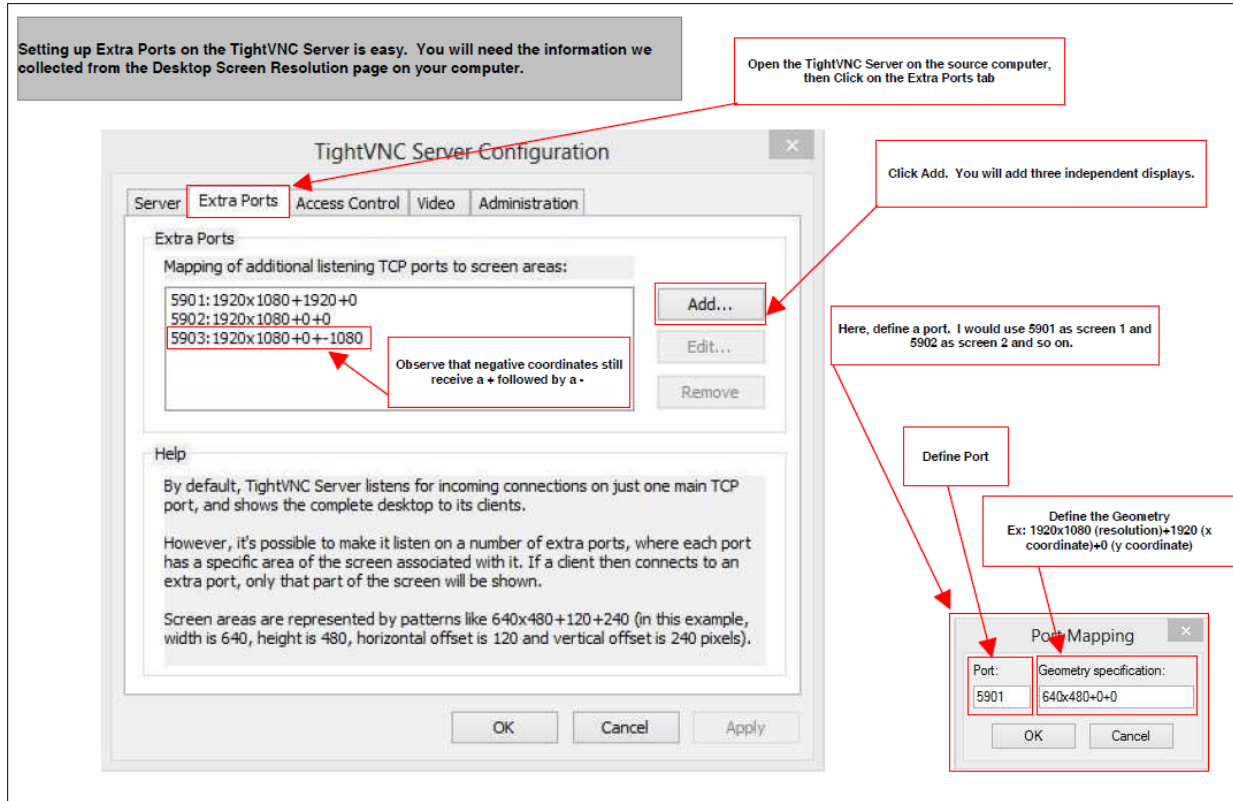 Setting up Extra Ports on the TightVNC Server is easy. You will need the information we
collected from the Desktop Screen Resolution page on your computer.
Open the TightVNC Server on the source computer,
then Click on the Extra Ports tab
TightVNC Server Configuration
Server
Extra Ports
Access Control
Video
Administration
Click Add. You will add three independent displays.
Extra Ports
Mapping of additional listening TCP ports to screen areas:
5901:1920x1080+1920+0
5902:1920x1080+0+0
5903:1920x1080+0+-1080
Add...
Edit...
Remove
Observe that negative coordinates still
receive a + followed by a -
Here, define a port. I would use 5901 as screen 1 and
5902 as screen 2 and so on.
Help
By default, TightVNC Server listens for incoming connections on just one main TCP
port, and shows the complete desktop to its clients.
However, it's possible to make it listen on a number of extra ports, where each port
has a specific area of the screen associated with it. If a client then connects to an
extra port, only that part of the screen will be shown.
Screen areas are represented by patterns like 640x480+120+240 (in this example,
width is 640, height is 480, horizontal offset is 120 and vertical offset is 240 pixels).
OK
Cancel
Apply
Define Port
Define the Geometry
Ex: 1920x1080 (resolution)+1920 (x
coordinate)+0 (y coordinate)
Port Mapping
Port:
Geometry specification:
5901
640x480+0+0
OK
Cancel